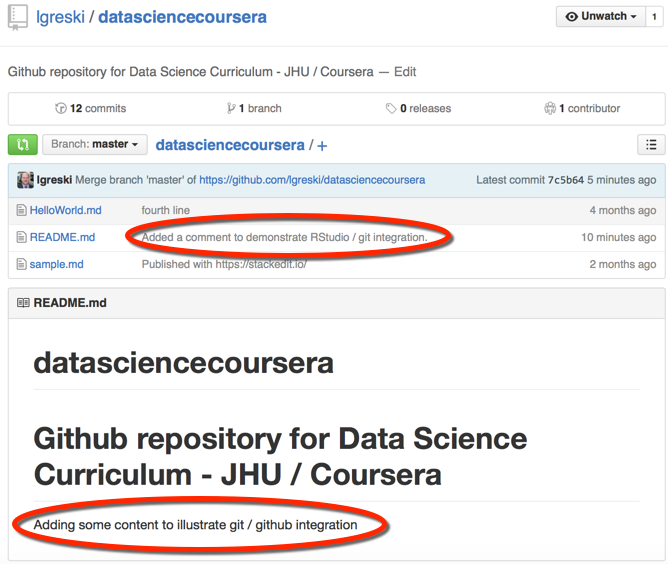 lgreski / datasciencecoursera
Unwatch 1
Github repository for Data Science Curriculum - JHU / Coursera — Edit
12 commits 1 branch 0 releases 1 contributor
Branch: master datasciencecoursera / +
lgreski Merge branch 'master' of https://github.com/lgreski/datasciencecoursera Latest commit 7c5b64 5 minutes ago
HelloWorld.md fourth line 4 months ago
README.md Added a comment to demonstrate RStudio / git integration. 10 minutes ago
sample.md Published with https://stackedit.io/ 2 months ago
README.md
datasciencecoursera
Github repository for Data Science
Curriculum - JHU / Coursera
Adding some content to illustrate git / github integration